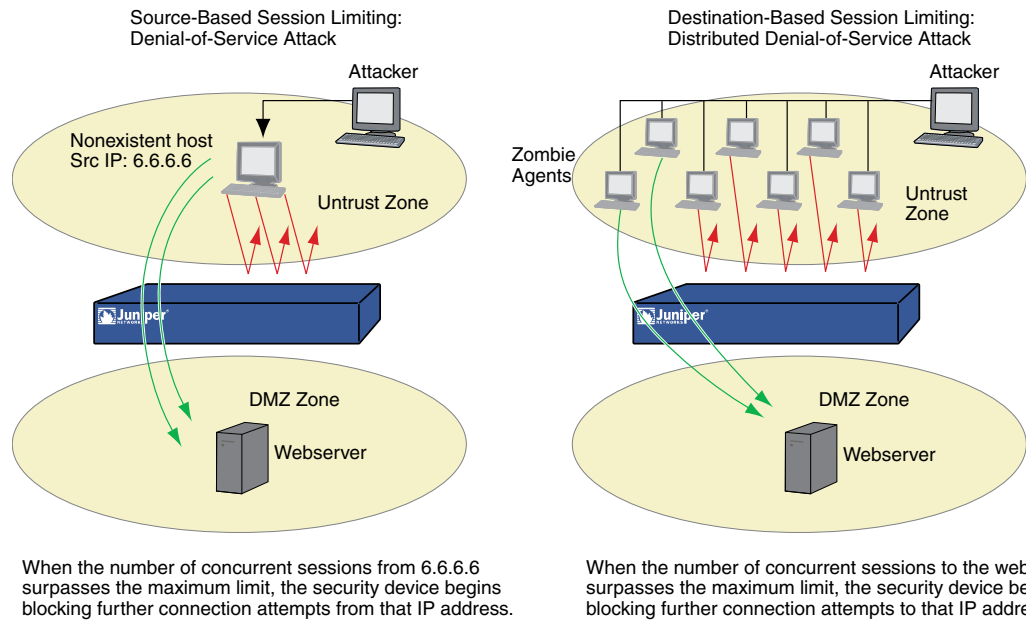 Source-Based Session Limiting:
Denial-of-Service Attack
Attacker
Nonexistent host
Src IP: 6.6.6.6
Untrust Zone
Juniper
NETWORKS
DMZ Zone
Webserver
When the number of concurrent sessions from 6.6.6.6
surpasses the maximum limit, the security device begins
blocking further connection attempts from that IP address.
Destination-Based Session Limiting:
Distributed Denial-of-Service Attack
Attacker
Zombie
Agents
Untrust
Zone
Juniper
NETWORKS
DMZ Zone
Webserver
When the number of concurrent sessions to the web
surpasses the maximum limit, the security device be
blocking further connection attempts to that IP addre